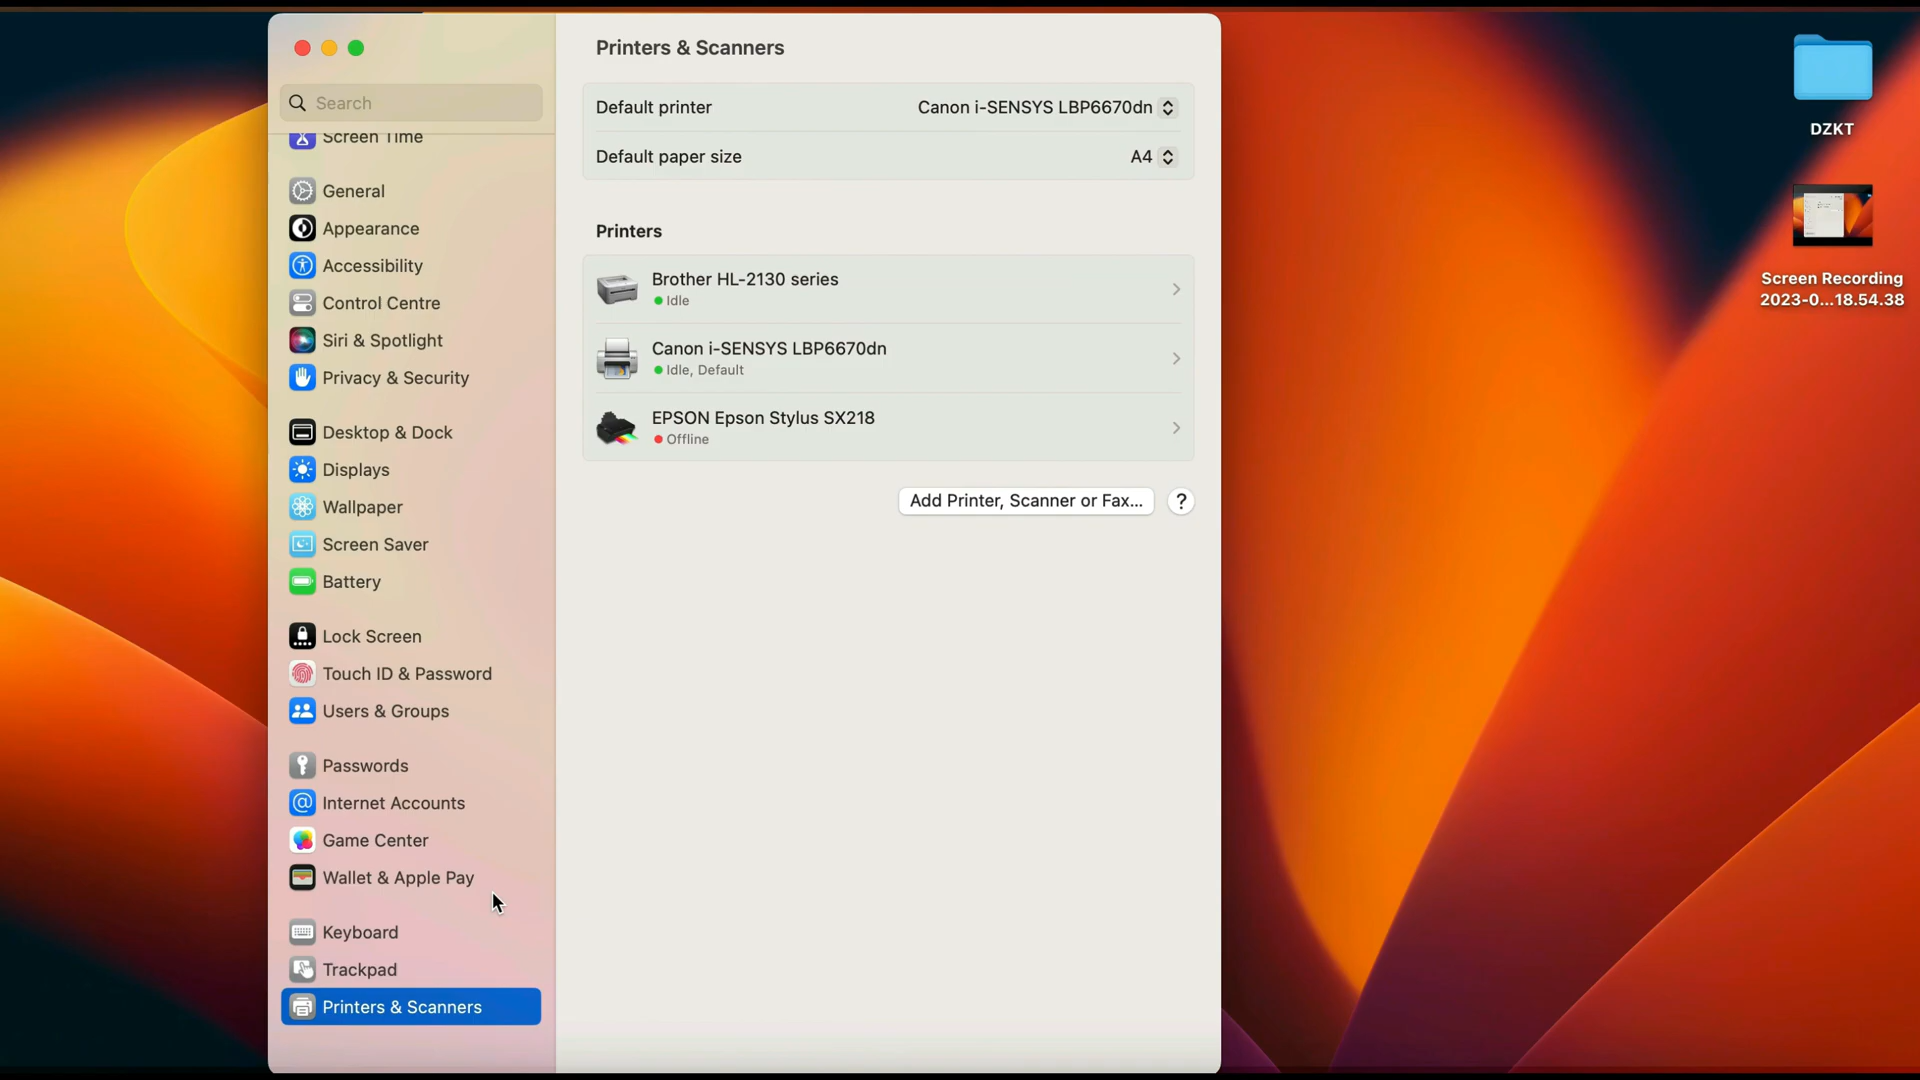 Search
Screen Time
General
Appearance
Accessibility
Control Centre
Siri & Spotlight
Privacy & Security
Desktop & Dock
Displays
Wallpaper
Screen Saver
Battery
Lock Screen
Touch ID & Password
Users & Groups
Passwords
Internet Accounts
Game Center
Wallet & Apple Pay
Keyboard
Trackpad
Printers & Scanners
Printers & Scanners
Default printer Canon i-SENSYS LBP6670dn
Default paper size A4
Printers
Brother HL-2130 series
Idle
Canon i-SENSYS LBP6670dn
Idle, Default
EPSON Epson Stylus SX218
Offline
Add Printer, Scanner or Fax... ?
DZKT
Screen Recording
2023-0...18.54.38